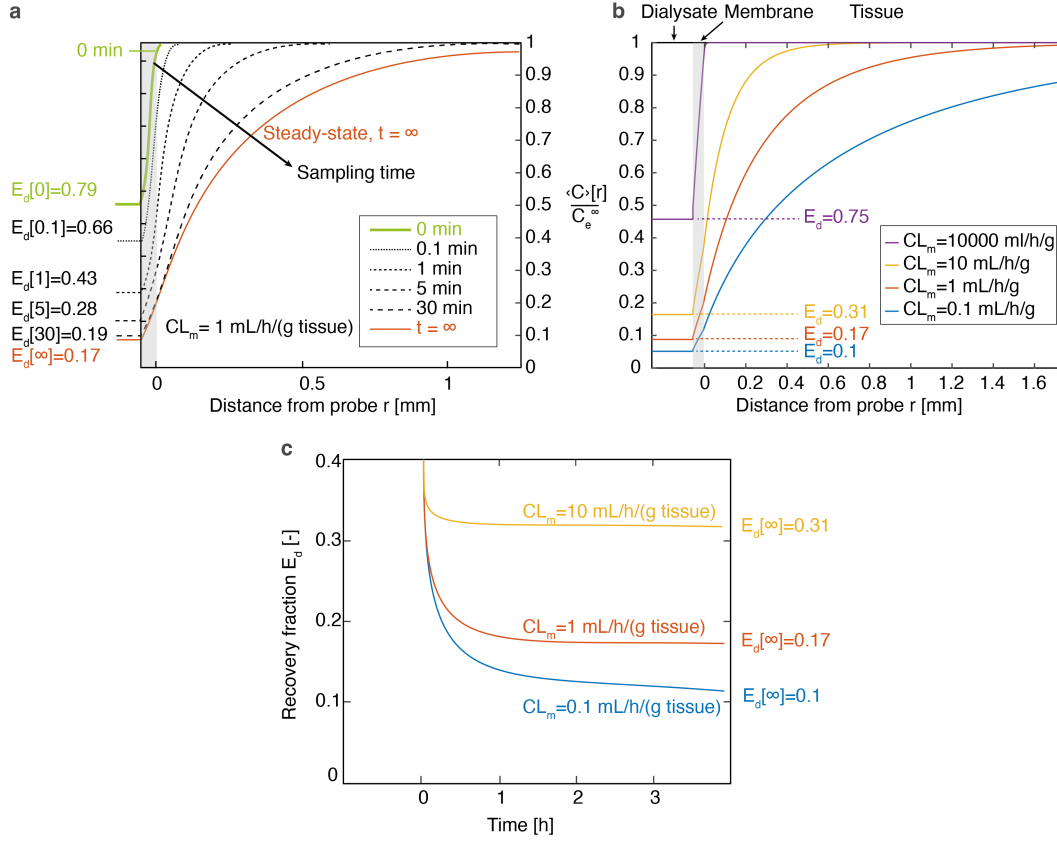 a
0 min
E_d[0]=0.79
E_d[0.1]=0.66
E_d[1]=0.43
E_d[5]=0.28
E_d[30]=0.19
E_d[∞]=0.17
Steady-state, t = ∞
Sampling time
CL_m= 1 mL/h/(g tissue)
0 min
0.1 min
1 min
5 min
30 min
t = ∞
1
0.9
0.8
0.7
0.6
0.5
0.4
0.3
0.2
0.1
0
‹C›[r]
C_e^∞
0
0.5
1
Distance from probe r [mm]
b
Dialysate
Membrane
Tissue
1
0.9
0.8
0.7
0.6
0.5
0.4
0.3
0.2
0.1
0
E_d=0.75
E_d=0.31
E_d=0.17
E_d=0.1
CL_m=10000 ml/h/g
CL_m=10 mL/h/g
CL_m=1 mL/h/g
CL_m=0.1 mL/h/g
0 0.2 0.4 0.6 0.8 1 1.2 1.4 1.6
Distance from probe r [mm]
c
Recovery fraction E_d [-]
0.4
0.3
0.2
0.1
0
CL_m=10 mL/h/(g tissue)
E_d[∞]=0.31
CL_m=1 mL/h/(g tissue)
E_d[∞]=0.17
CL_m=0.1 mL/h/(g tissue)
E_d[∞]=0.1
0 1 2 3
Time [h]